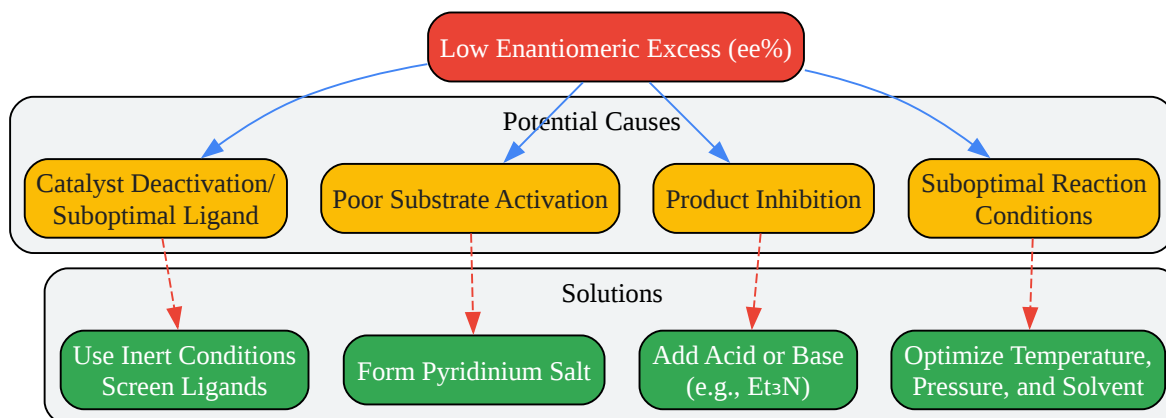 Low Enantiomeric Excess (ee%)
Potential Causes
Catalyst Deactivation/
Suboptimal Ligand
Poor Substrate Activation
Product Inhibition
Suboptimal Reaction
Conditions
Solutions
Use Inert Conditions
Screen Ligands
Form Pyridinium Salt
Add Acid or Base
(e.g., Et₃N)
Optimize Temperature,
Pressure, and Solvent